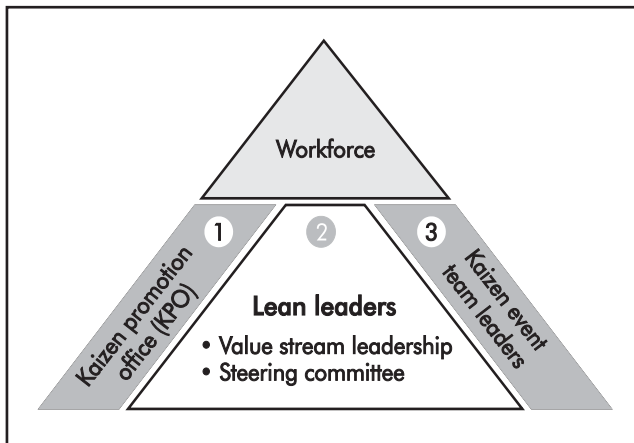 Workforce
1
2
3
Kaizen promotion
office (KPO)
Lean leaders
• Value stream leadership
• Steering committee
Kaizen event
team leaders